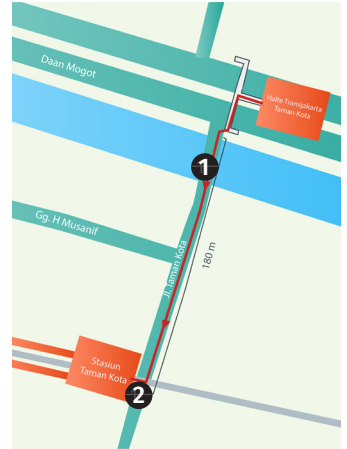 Daan Mogot
Halte Transjakarta
Taman Kota
1
180 m
Gg. H Musanif
Jl. Taman Kota
Stasiun
Taman Kota
2